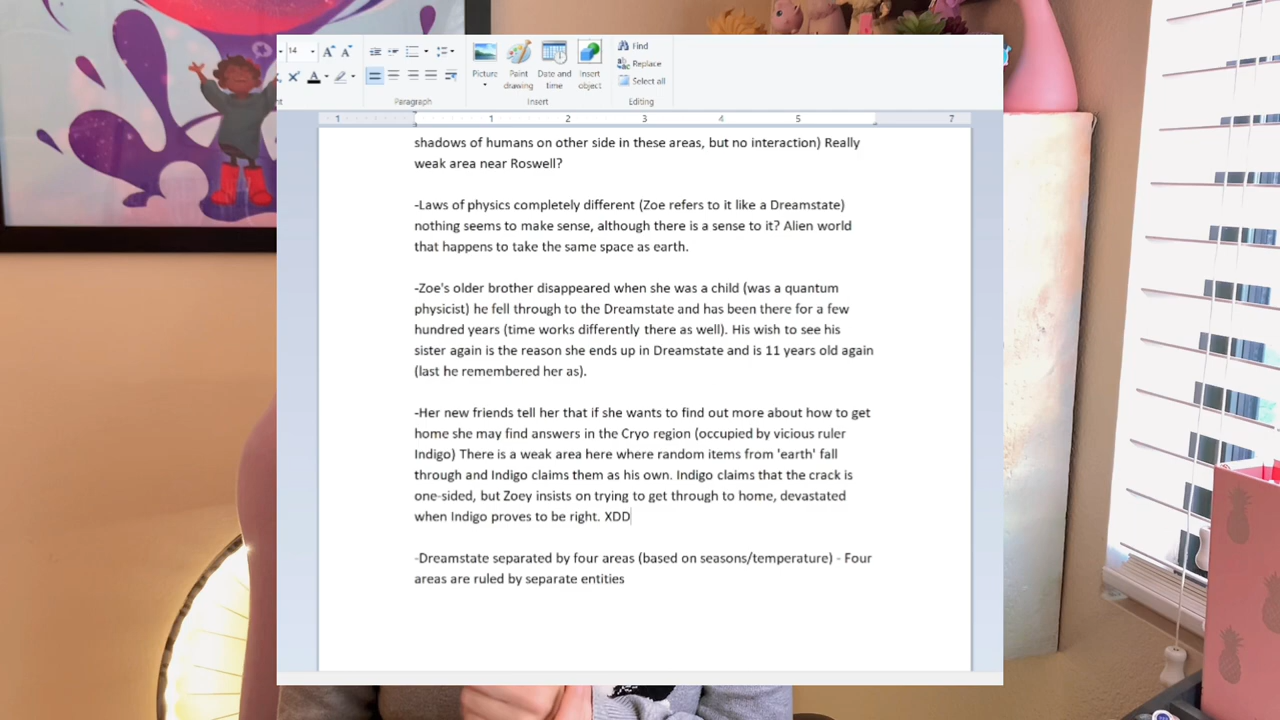 14
Find
Replace
Select all
Picture
Paint
drawing
Date and
time
Insert
object
Paragraph
Insert
Editing
1
1
2
3
4
5
7
shadows of humans on other side in these areas, but no interaction) Really
weak area near Roswell?
-Laws of physics completely different (Zoe refers to it like a Dreamstate)
nothing seems to make sense, although there is a sense to it? Alien world
that happens to take the same space as earth.
-Zoe's older brother disappeared when she was a child (was a quantum
physicist) he fell through to the Dreamstate and has been there for a few
hundred years (time works differently there as well). His wish to see his
sister again is the reason she ends up in Dreamstate and is 11 years old again
(last he remembered her as).
-Her new friends tell her that if she wants to find out more about how to get
home she may find answers in the Cryo region (occupied by vicious ruler
Indigo) There is a weak area here where random items from 'earth' fall
through and Indigo claims them as his own. Indigo claims that the crack is
one-sided, but Zoey insists on trying to get through to home, devastated
when Indigo proves to be right. XDD
-Dreamstate separated by four areas (based on seasons/temperature) - Four
areas are ruled by separate entities